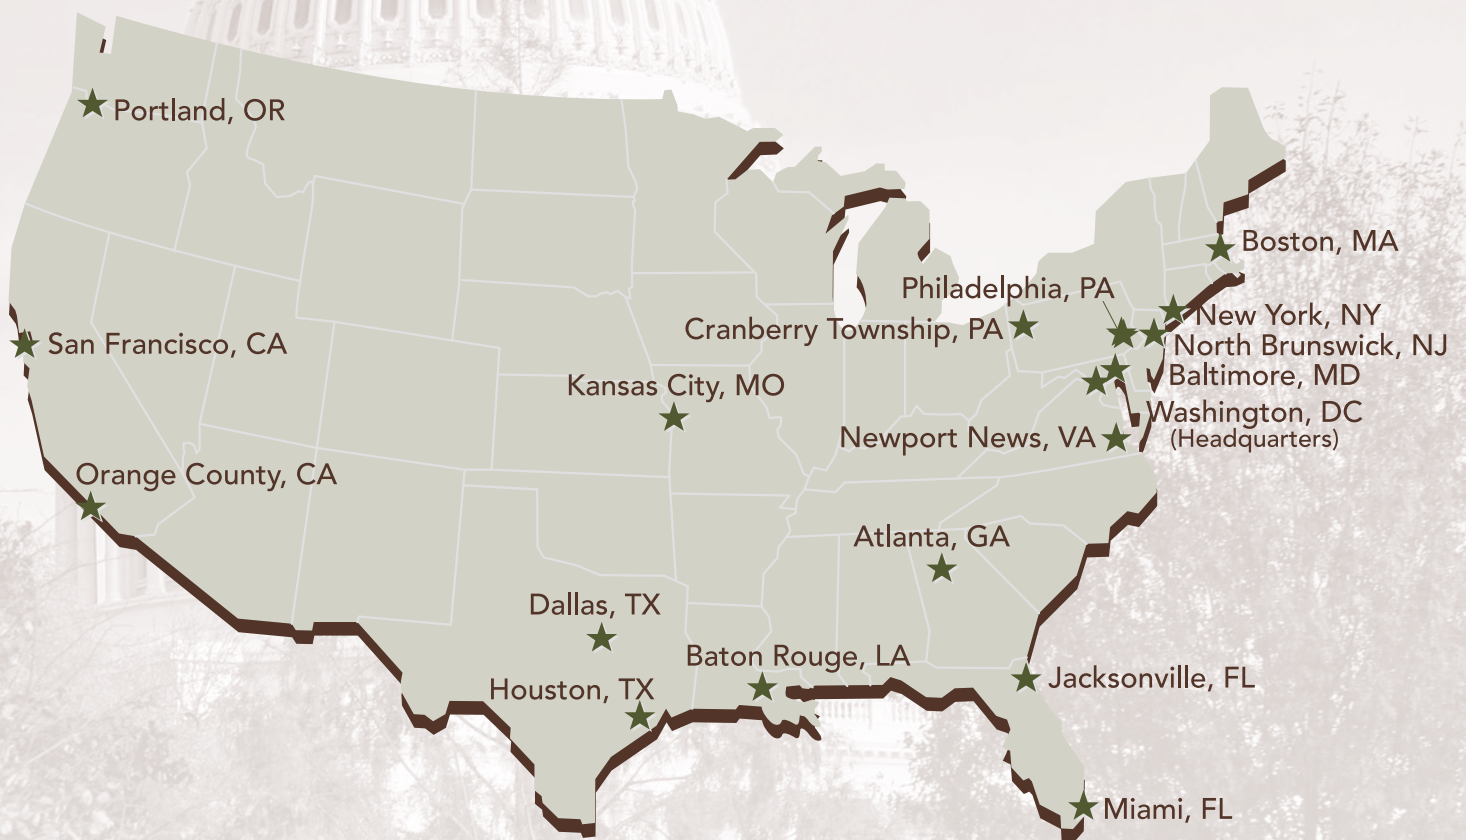 Portland, OR
Boston, MA
Philadelphia, PA
New York, NY
Cranberry Township, PA
San Francisco, CA
North Brunswick, NJ
Baltimore, MD
Kansas City, MO
Washington, DC
(Headquarters)
Newport News, VA
Orange County, CA
Atlanta, GA
Dallas, TX
Baton Rouge, LA
Jacksonville, FL
Houston, TX
Miami, FL